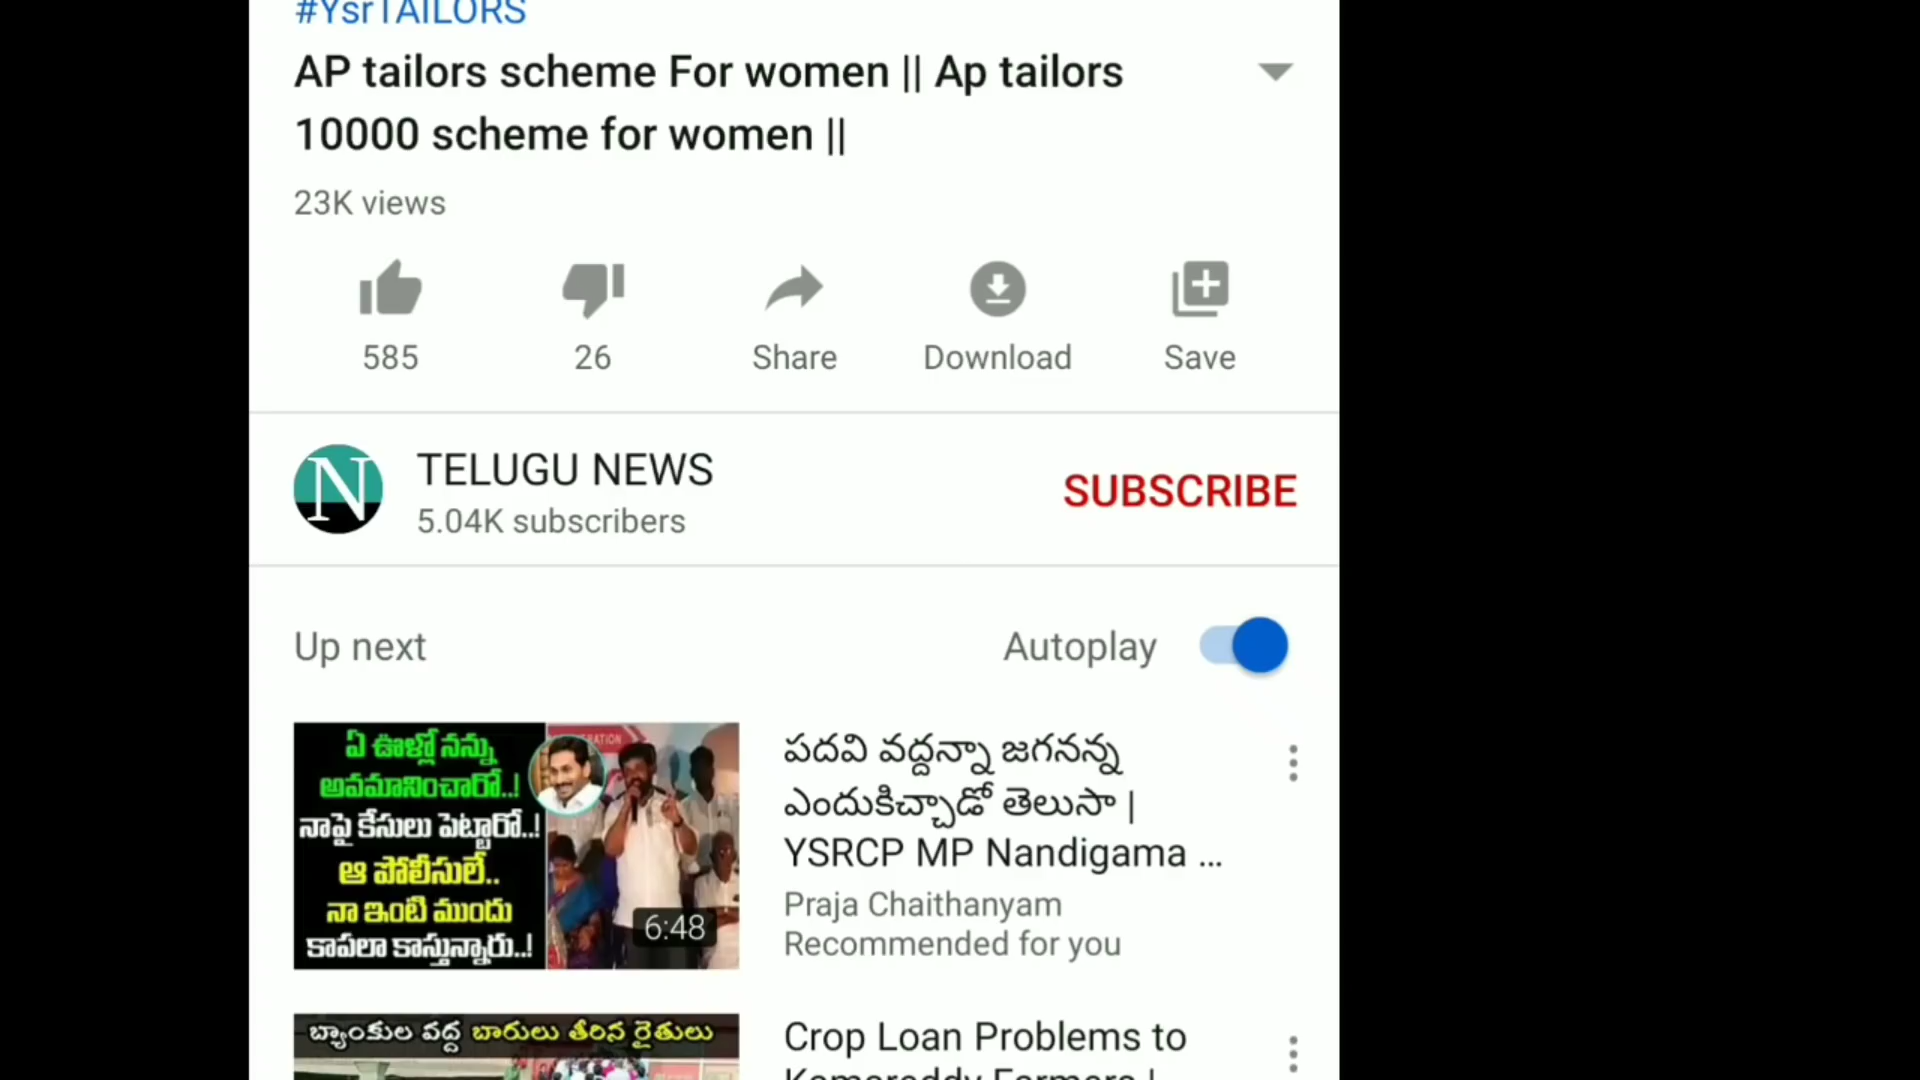 #YsrTAILORS
AP tailors scheme For women || Ap tailors
10000 scheme for women ||
23K views
585
26
Share
Download
Save
N
TELUGU NEWS
5.04K subscribers
SUBSCRIBE
Up next
Autoplay
ఏ ఊళ్లో నన్ను
అవమానించారో..!
నాపై కేసులు పెట్టారో..!
ఆ పోలీసులే..
నా ఇంటి ముందు
కాపలా కాస్తున్నారు..!
6:48
పదవి వద్దన్నా జగనన్న
ఎందుకిచ్చాడో తెలుసా |
YSRCP MP Nandigama ...
Praja Chaithanyam
Recommended for you
బ్యాంకుల వద్ద బారులు తీరిన రైతులు
Crop Loan Problems to
Kamareddy Farmers |